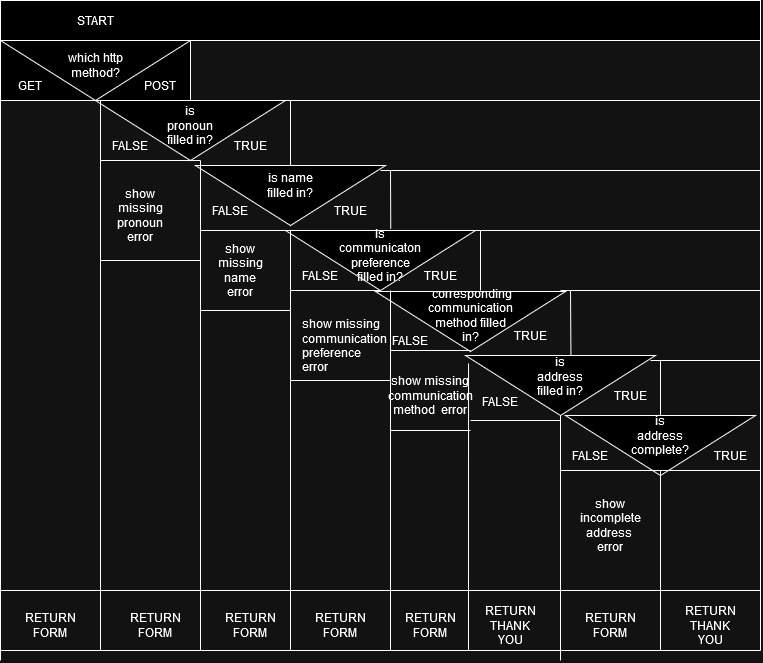 START
which http
method?
GET
POST
is
pronoun
filled in?
FALSE
TRUE
is name
filled in?
show
missing
pronoun
error
FALSE
TRUE
is
communicaton
preference
filled in?
show
missing
name
error
FALSE
TRUE
corresponding
communication
method filled
in?
show missing
communication
preference
error
FALSE
TRUE
is
address
filled in?
show missing
communication
method error
FALSE
TRUE
is
address
complete?
FALSE
TRUE
show
incomplete
address
error
RETURN
FORM
RETURN
FORM
RETURN
FORM
RETURN
FORM
RETURN
FORM
RETURN
THANK
YOU
RETURN
FORM
RETURN
THANK
YOU